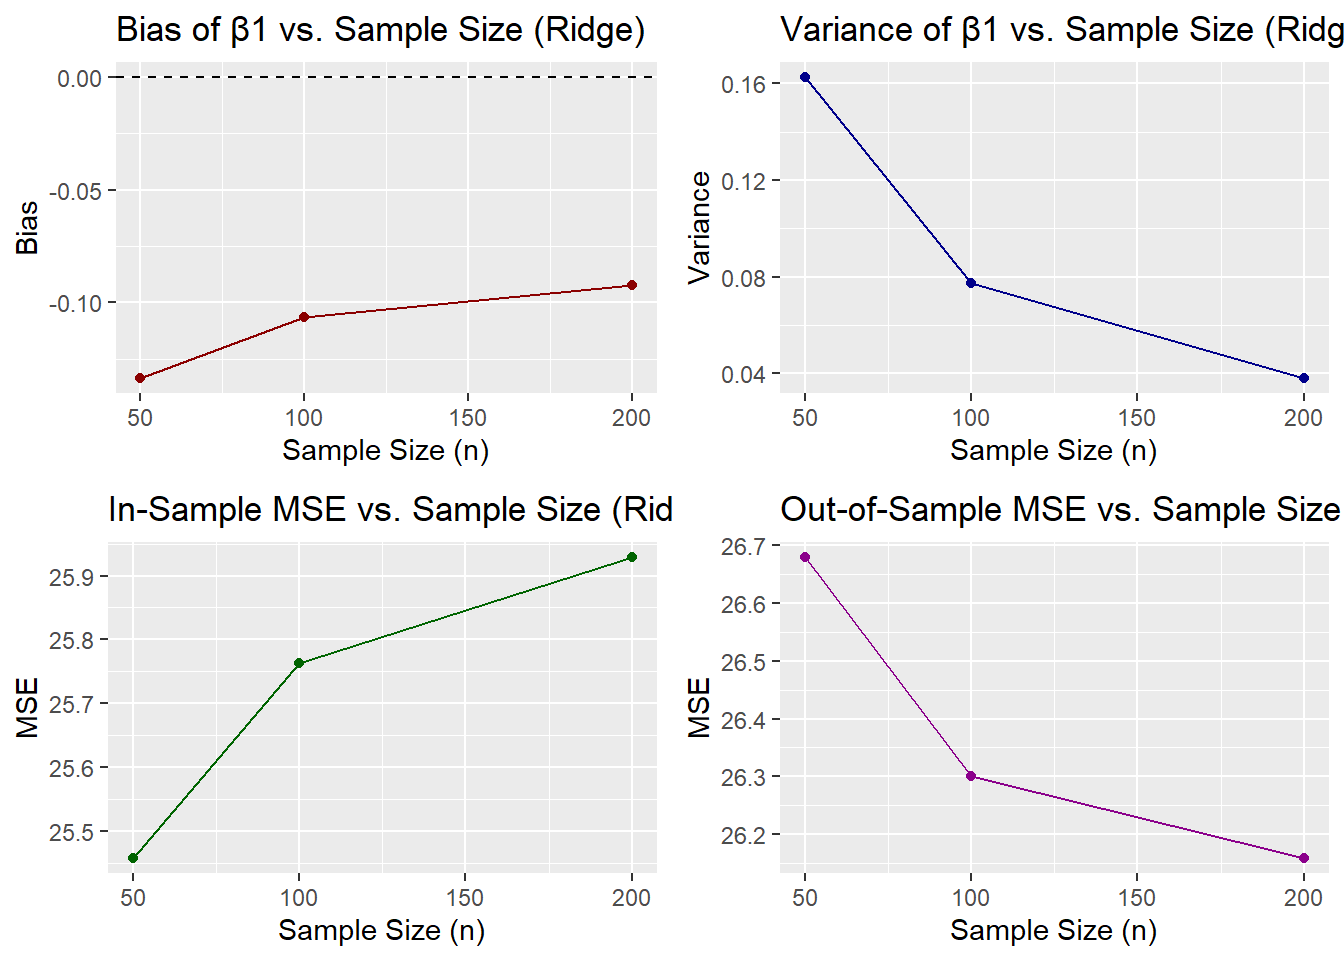 Bias of β1 vs. Sample Size (Ridge)
0.00
-0.05
-0.10
Bias
50
100
150
200
Sample Size (n)
Variance of β1 vs. Sample Size (Ridg
0.16
0.12
0.08
0.04
Variance
50
100
150
200
Sample Size (n)
In-Sample MSE vs. Sample Size (Rid
25.9
25.8
25.7
25.6
25.5
MSE
50
100
150
200
Sample Size (n)
Out-of-Sample MSE vs. Sample Size
26.7
26.6
26.5
26.4
26.3
26.2
MSE
50
100
150
200
Sample Size (n)